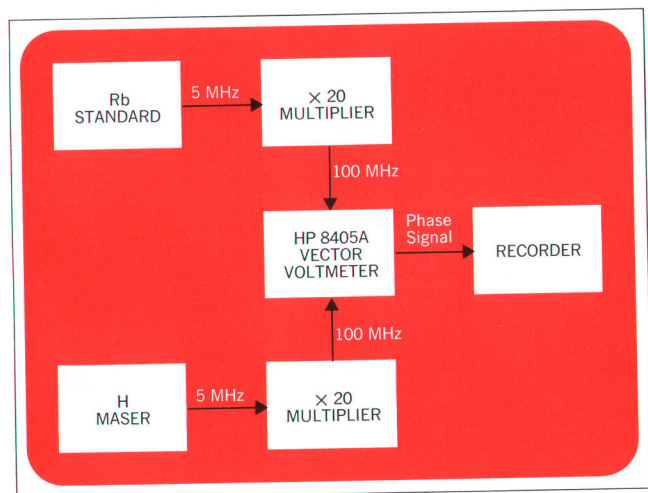 Rb
STANDARD
5 MHz
× 20
MULTIPLIER
100 MHz
HP 8405A
VECTOR
VOLTMETER
Phase
Signal
RECORDER
100 MHz
H
MASER
5 MHz
× 20
MULTIPLIER